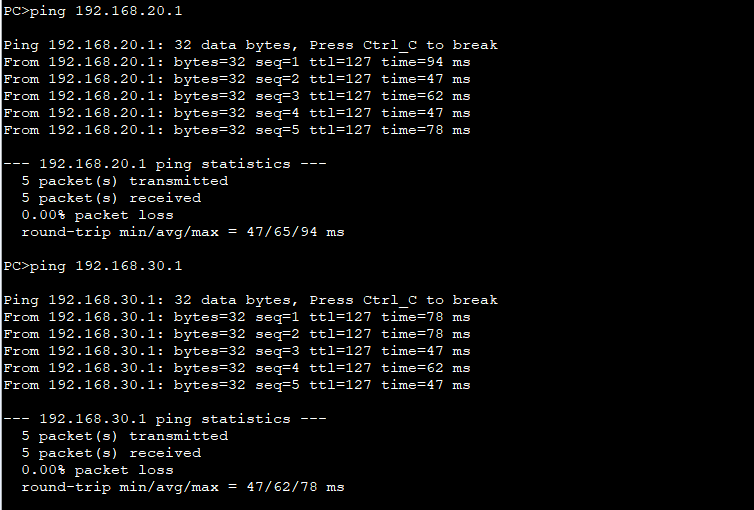 PC>ping 192.168.20.1
Ping 192.168.20.1: 32 data bytes, Press Ctrl_C to break
From 192.168.20.1: bytes=32 seq=1 ttl=127 time=94 ms
From 192.168.20.1: bytes=32 seq=2 ttl=127 time=47 ms
From 192.168.20.1: bytes=32 seq=3 ttl=127 time=62 ms
From 192.168.20.1: bytes=32 seq=4 ttl=127 time=47 ms
From 192.168.20.1: bytes=32 seq=5 ttl=127 time=78 ms
--- 192.168.20.1 ping statistics ---
5 packet(s) transmitted
5 packet(s) received
0.00% packet loss
round-trip min/avg/max = 47/65/94 ms
PC>ping 192.168.30.1
Ping 192.168.30.1: 32 data bytes, Press Ctrl_C to break
From 192.168.30.1: bytes=32 seq=1 ttl=127 time=78 ms
From 192.168.30.1: bytes=32 seq=2 ttl=127 time=78 ms
From 192.168.30.1: bytes=32 seq=3 ttl=127 time=47 ms
From 192.168.30.1: bytes=32 seq=4 ttl=127 time=62 ms
From 192.168.30.1: bytes=32 seq=5 ttl=127 time=47 ms
--- 192.168.30.1 ping statistics ---
5 packet(s) transmitted
5 packet(s) received
0.00% packet loss
round-trip min/avg/max = 47/62/78 ms